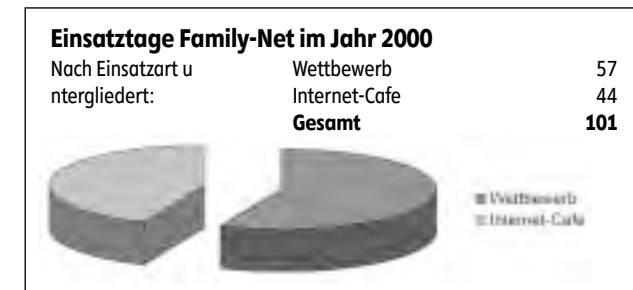 Einsatztage Family-Net im Jahr 2000
Nach Einsatzart u Wettbewerb 57
ntergliedert: Internet-Cafe 44
Gesamt 101
Wettbewerb
Internet-Cafe